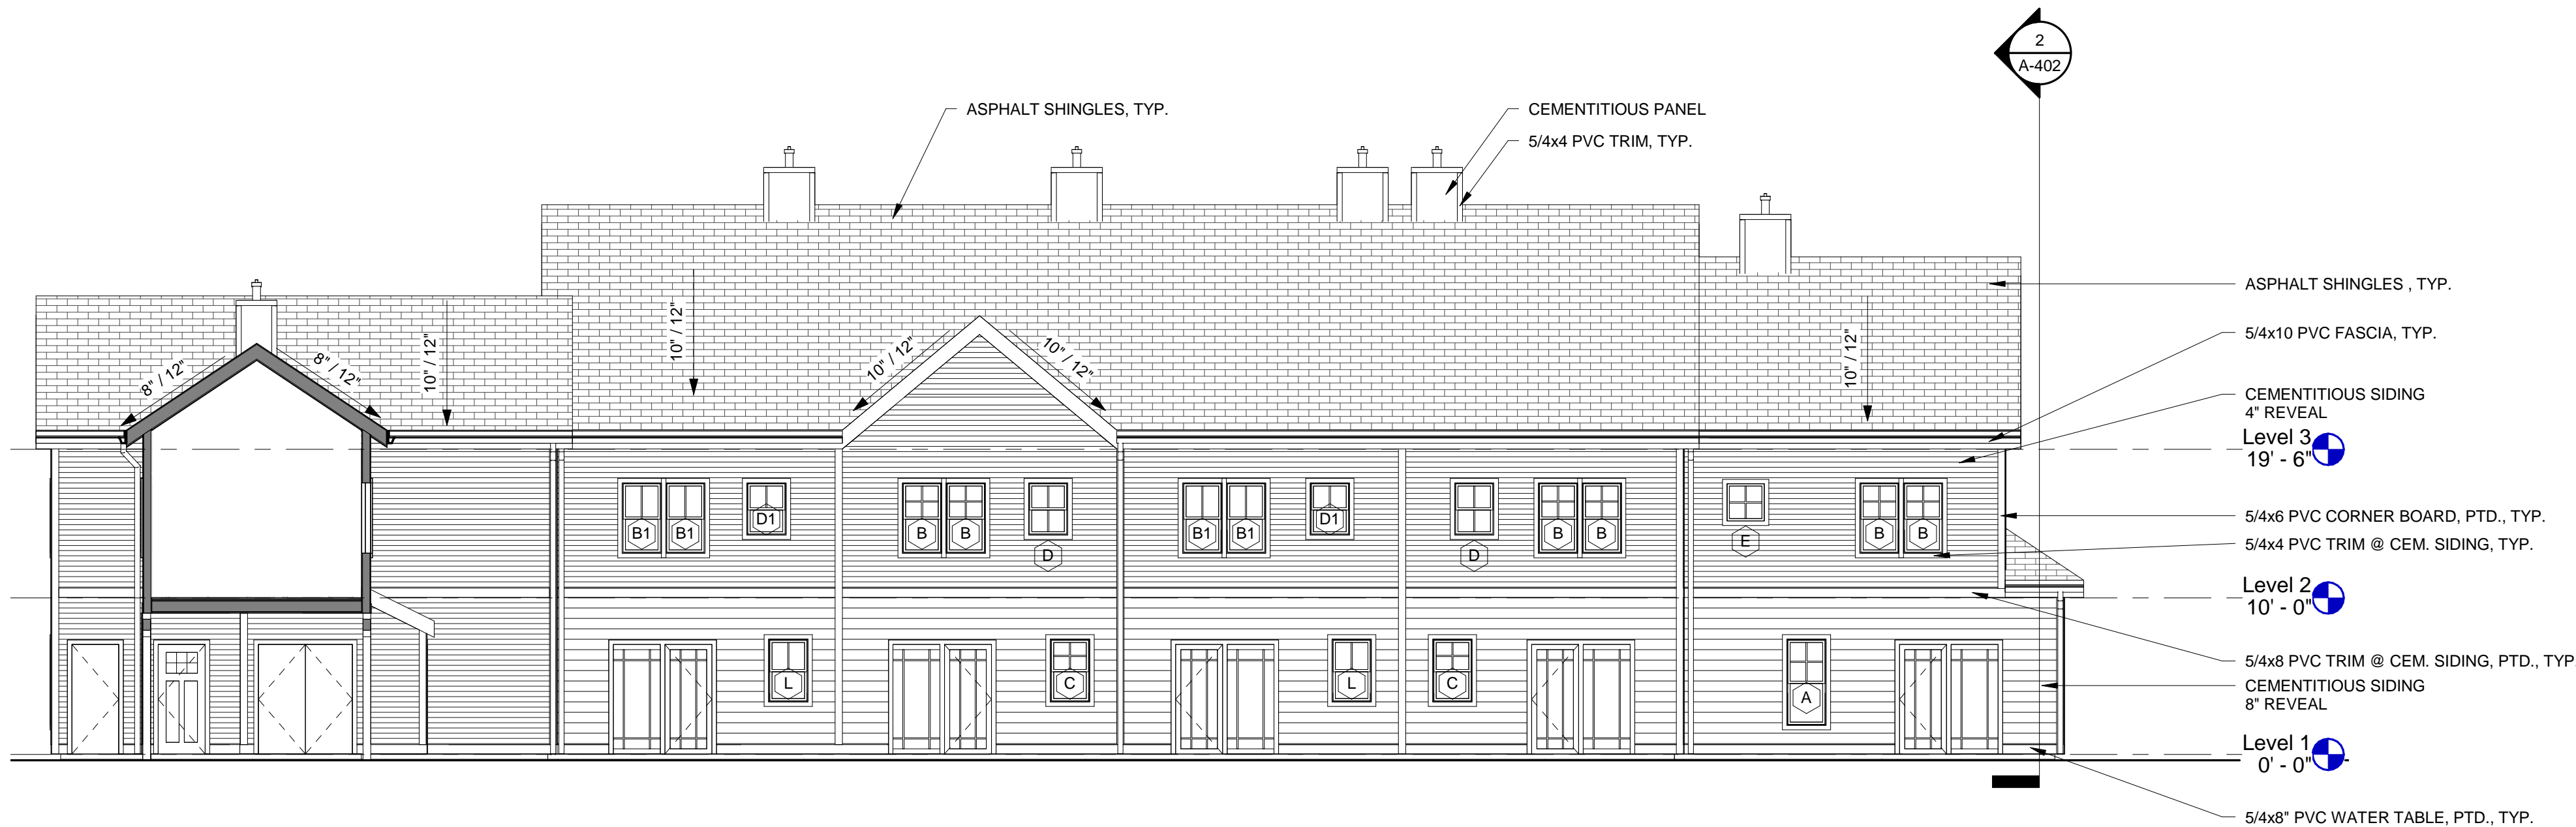 2
A-402
ASPHALT SHINGLES, TYP.
CEMENTITIOUS PANEL
5/4x4 PVC TRIM, TYP.
ASPHALT SHINGLES , TYP.
5/4x10 PVC FASCIA, TYP.
8" / 12"
8" / 12"
10" / 12"
10" / 12"
10" / 12"
10" / 12"
10" / 12"
CEMENTITIOUS SIDING
4" REVEAL
Level 3
19' - 6"
B1
B1
D1
B
B
D
B1
B1
D1
D
B
B
E
B
B
5/4x6 PVC CORNER BOARD, PTD., TYP.
5/4x4 PVC TRIM @ CEM. SIDING, TYP.
Level 2
10' - 0"
L
C
L
C
A
5/4x8 PVC TRIM @ CEM. SIDING, PTD., TYP
CEMENTITIOUS SIDING
8" REVEAL
Level 1
0' - 0"
5/4x8" PVC WATER TABLE, PTD., TYP.